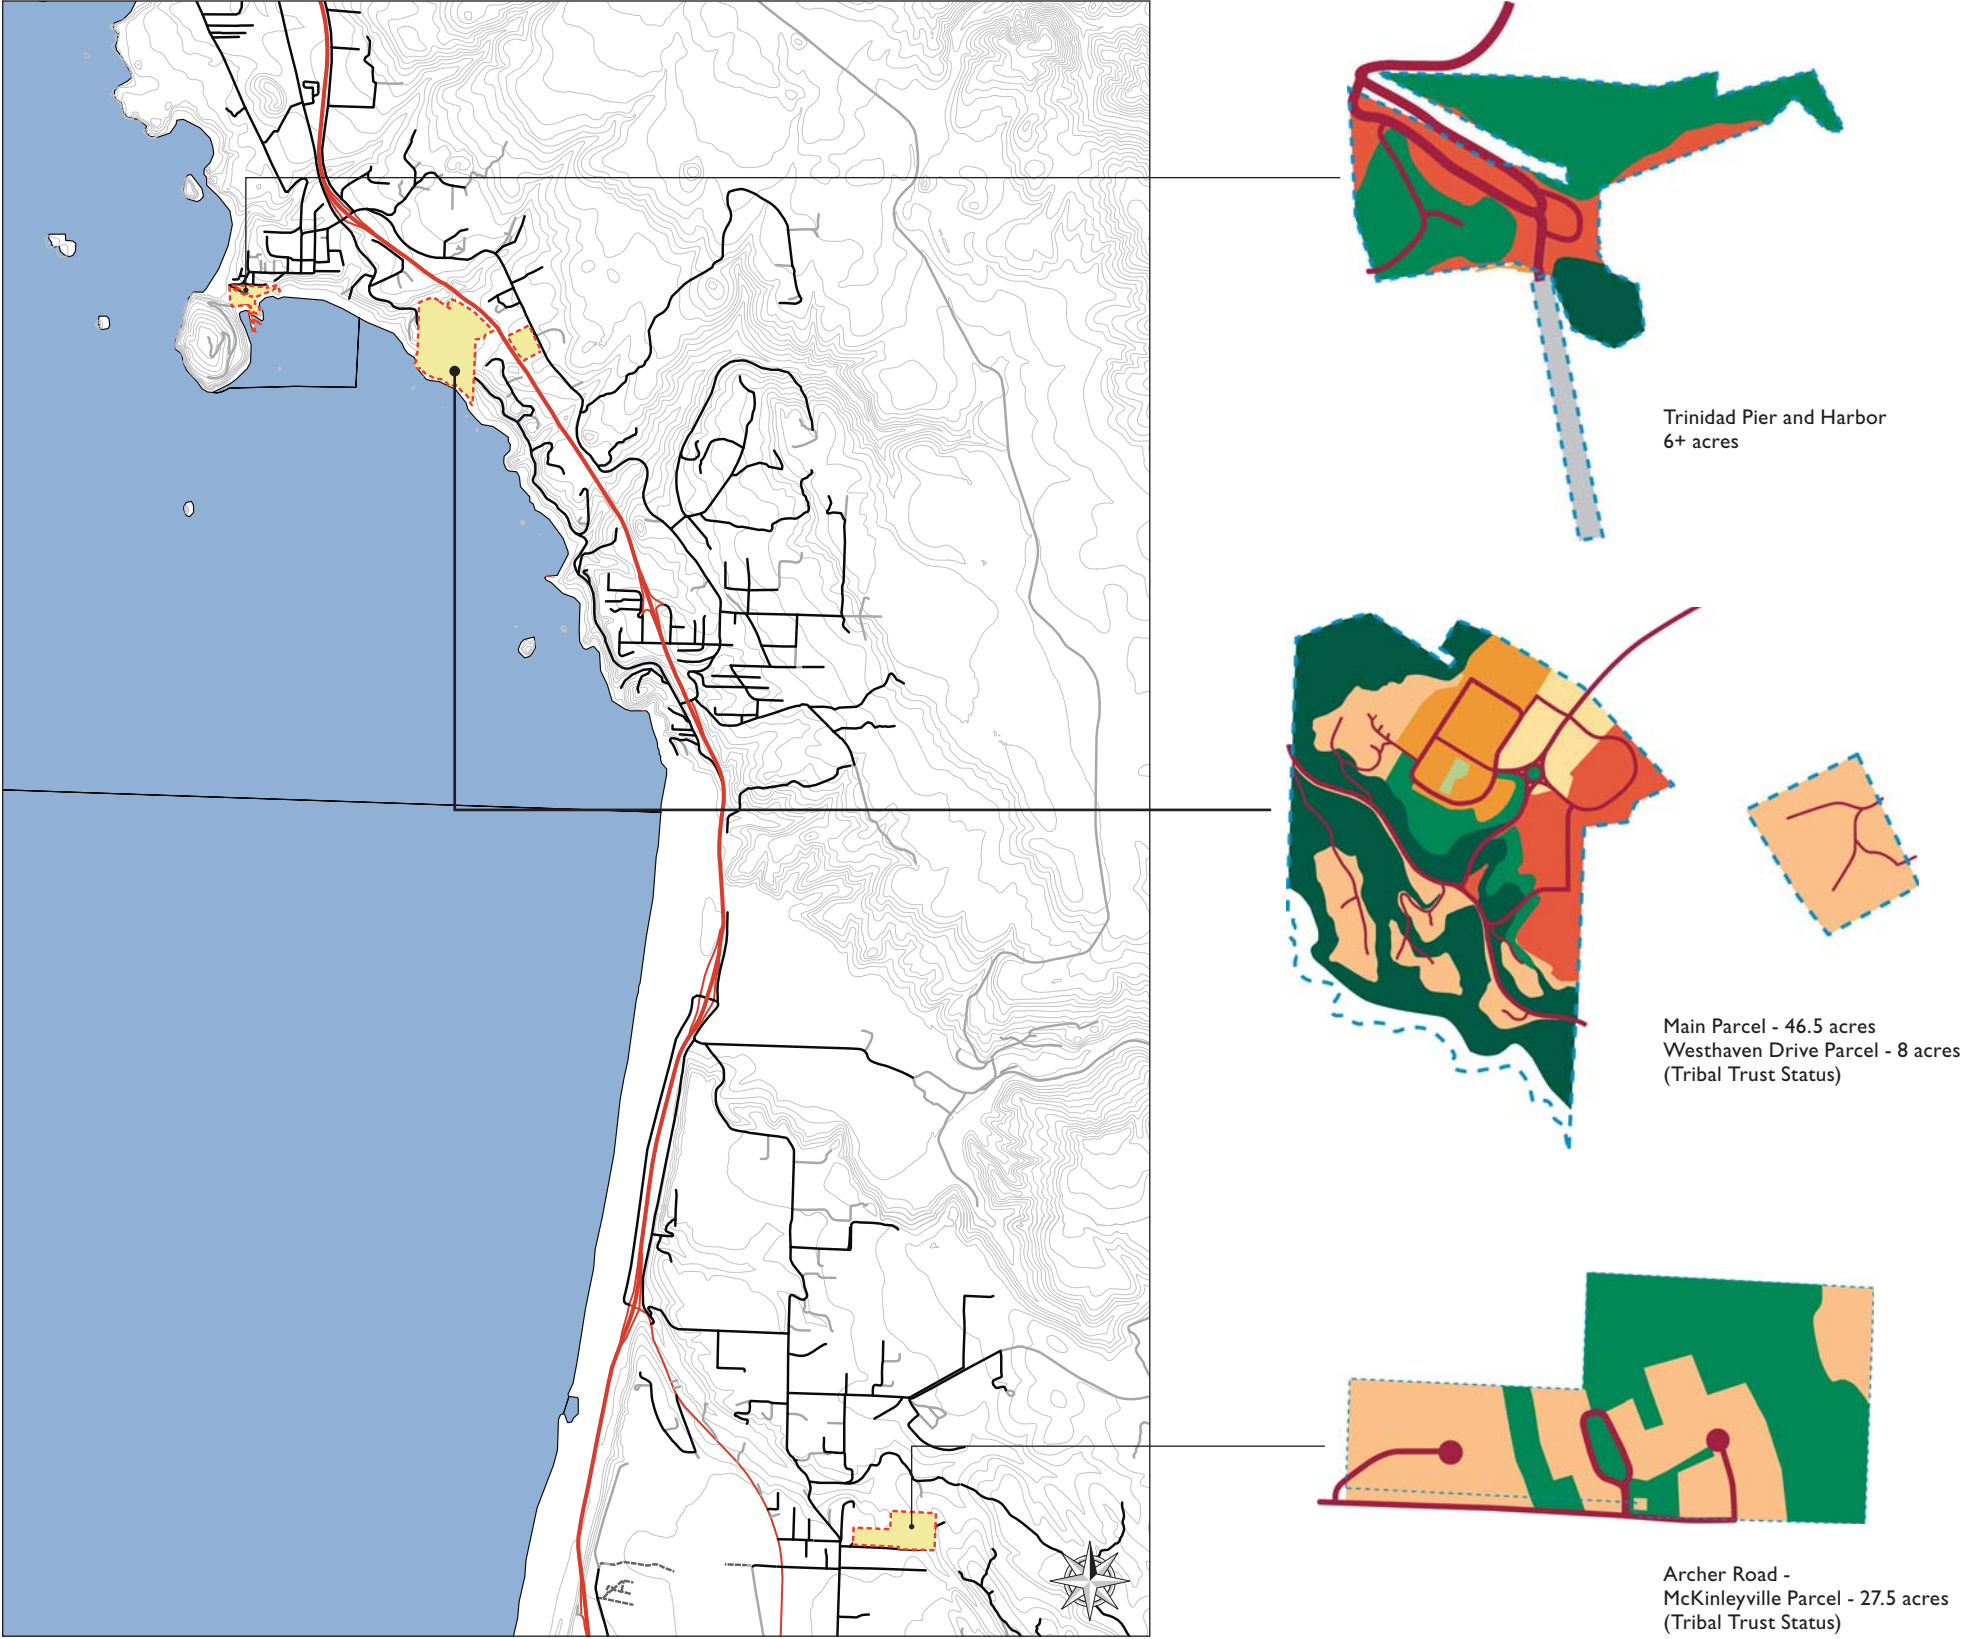 Trinidad Pier and Harbor
6+ acres
Main Parcel - 46.5 acres
Westhaven Drive Parcel - 8 acres
(Tribal Trust Status)
Archer Road -
McKinleyville Parcel - 27.5 acres
(Tribal Trust Status)